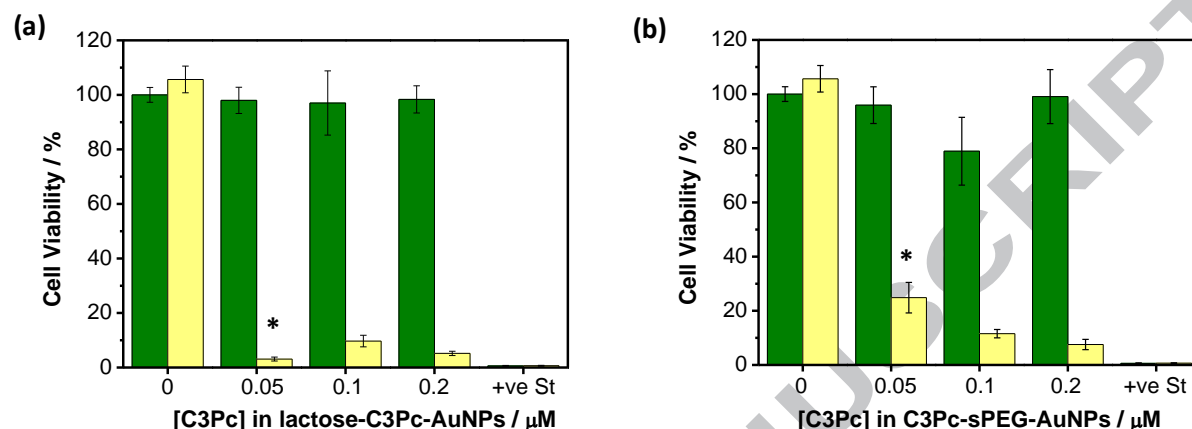 (a)
120
100
80
60
40
20
0
Cell Viability / %
*
0 0.05 0.1 0.2 +ve St
[C3Pc] in lactose-C3Pc-AuNPs / μM
(b)
120
100
80
60
40
20
0
Cell Viability / %
*
0 0.05 0.1 0.2 +ve St
[C3Pc] in C3Pc-sPEG-AuNPs / μM